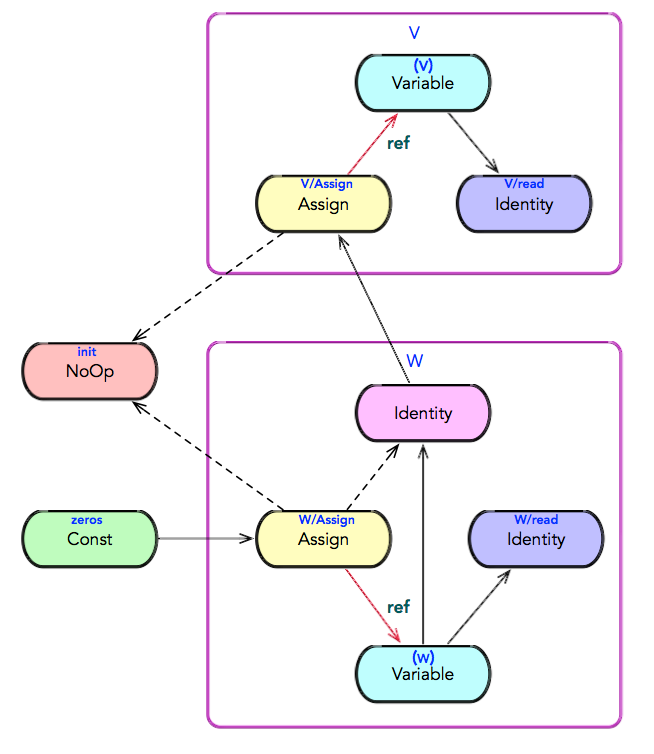 V
(V)
Variable
ref
V/Assign
Assign
V/read
Identity
init
NoOp
W
Identity
zeros
Const
W/Assign
Assign
W/read
Identity
ref
(w)
Variable